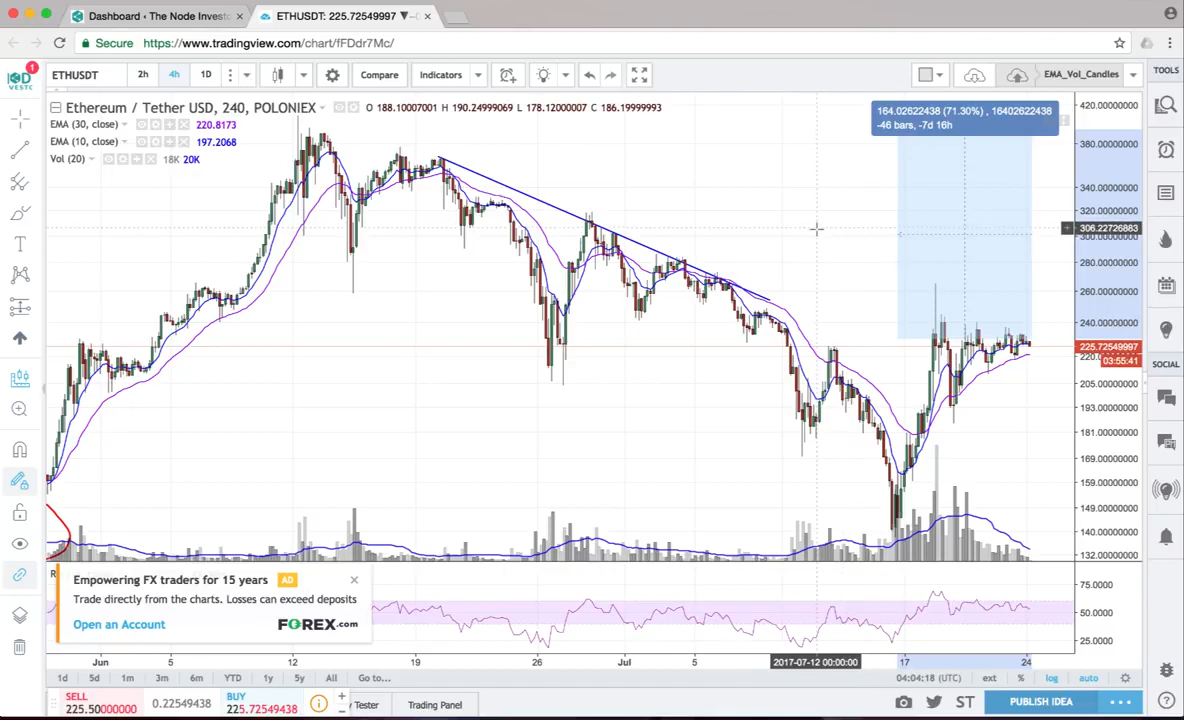 Dashboard ‹ The Node Investo ×
ETHUSDT: 225.72549997 ▼ ×
Secure https://www.tradingview.com/chart/fFDdr7Mc/
1
VESTC
ETHUSDT 2h 4h 1D Compare Indicators EMA_Vol_Candles TOOLS
Ethereum / Tether USD, 240, POLONIEX O 188.10007001 H 190.24999069 L 178.12000007 C 186.19999993
EMA (30, close) 220.8173
EMA (10, close) 197.2068
Vol (20) 18K 20K
164.02622438 (71.30%) , 16402622438
-46 bars, -7d 16h
420.00000000
380.00000000
340.00000000
320.00000000
306.22726883
300.00000000
280.00000000
260.00000000
240.00000000
225.72549997
03:55:41
220.
205.00000000
193.00000000
181.00000000
169.00000000
159.00000000
149.00000000
140.00000000
132.00000000
75.0000
50.0000
25.0000
SOCIAL
Empowering FX traders for 15 years AD
Trade directly from the charts. Losses can exceed deposits
Open an Account FOREX.com
Jun 5 12 19 26 Jul 5 2017-07-12 00:00:00 17 24
1d 5d 1m 3m 6m YTD 1y 5y All Go to... 04:04:18 (UTC) ext % log auto
SELL
225.50000000
0.22549438
BUY
225.72549438
Tester Trading Panel ST PUBLISH IDEA